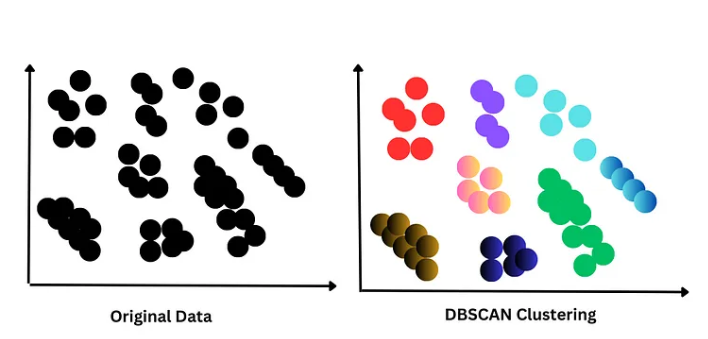 Original Data
DBSCAN Clustering